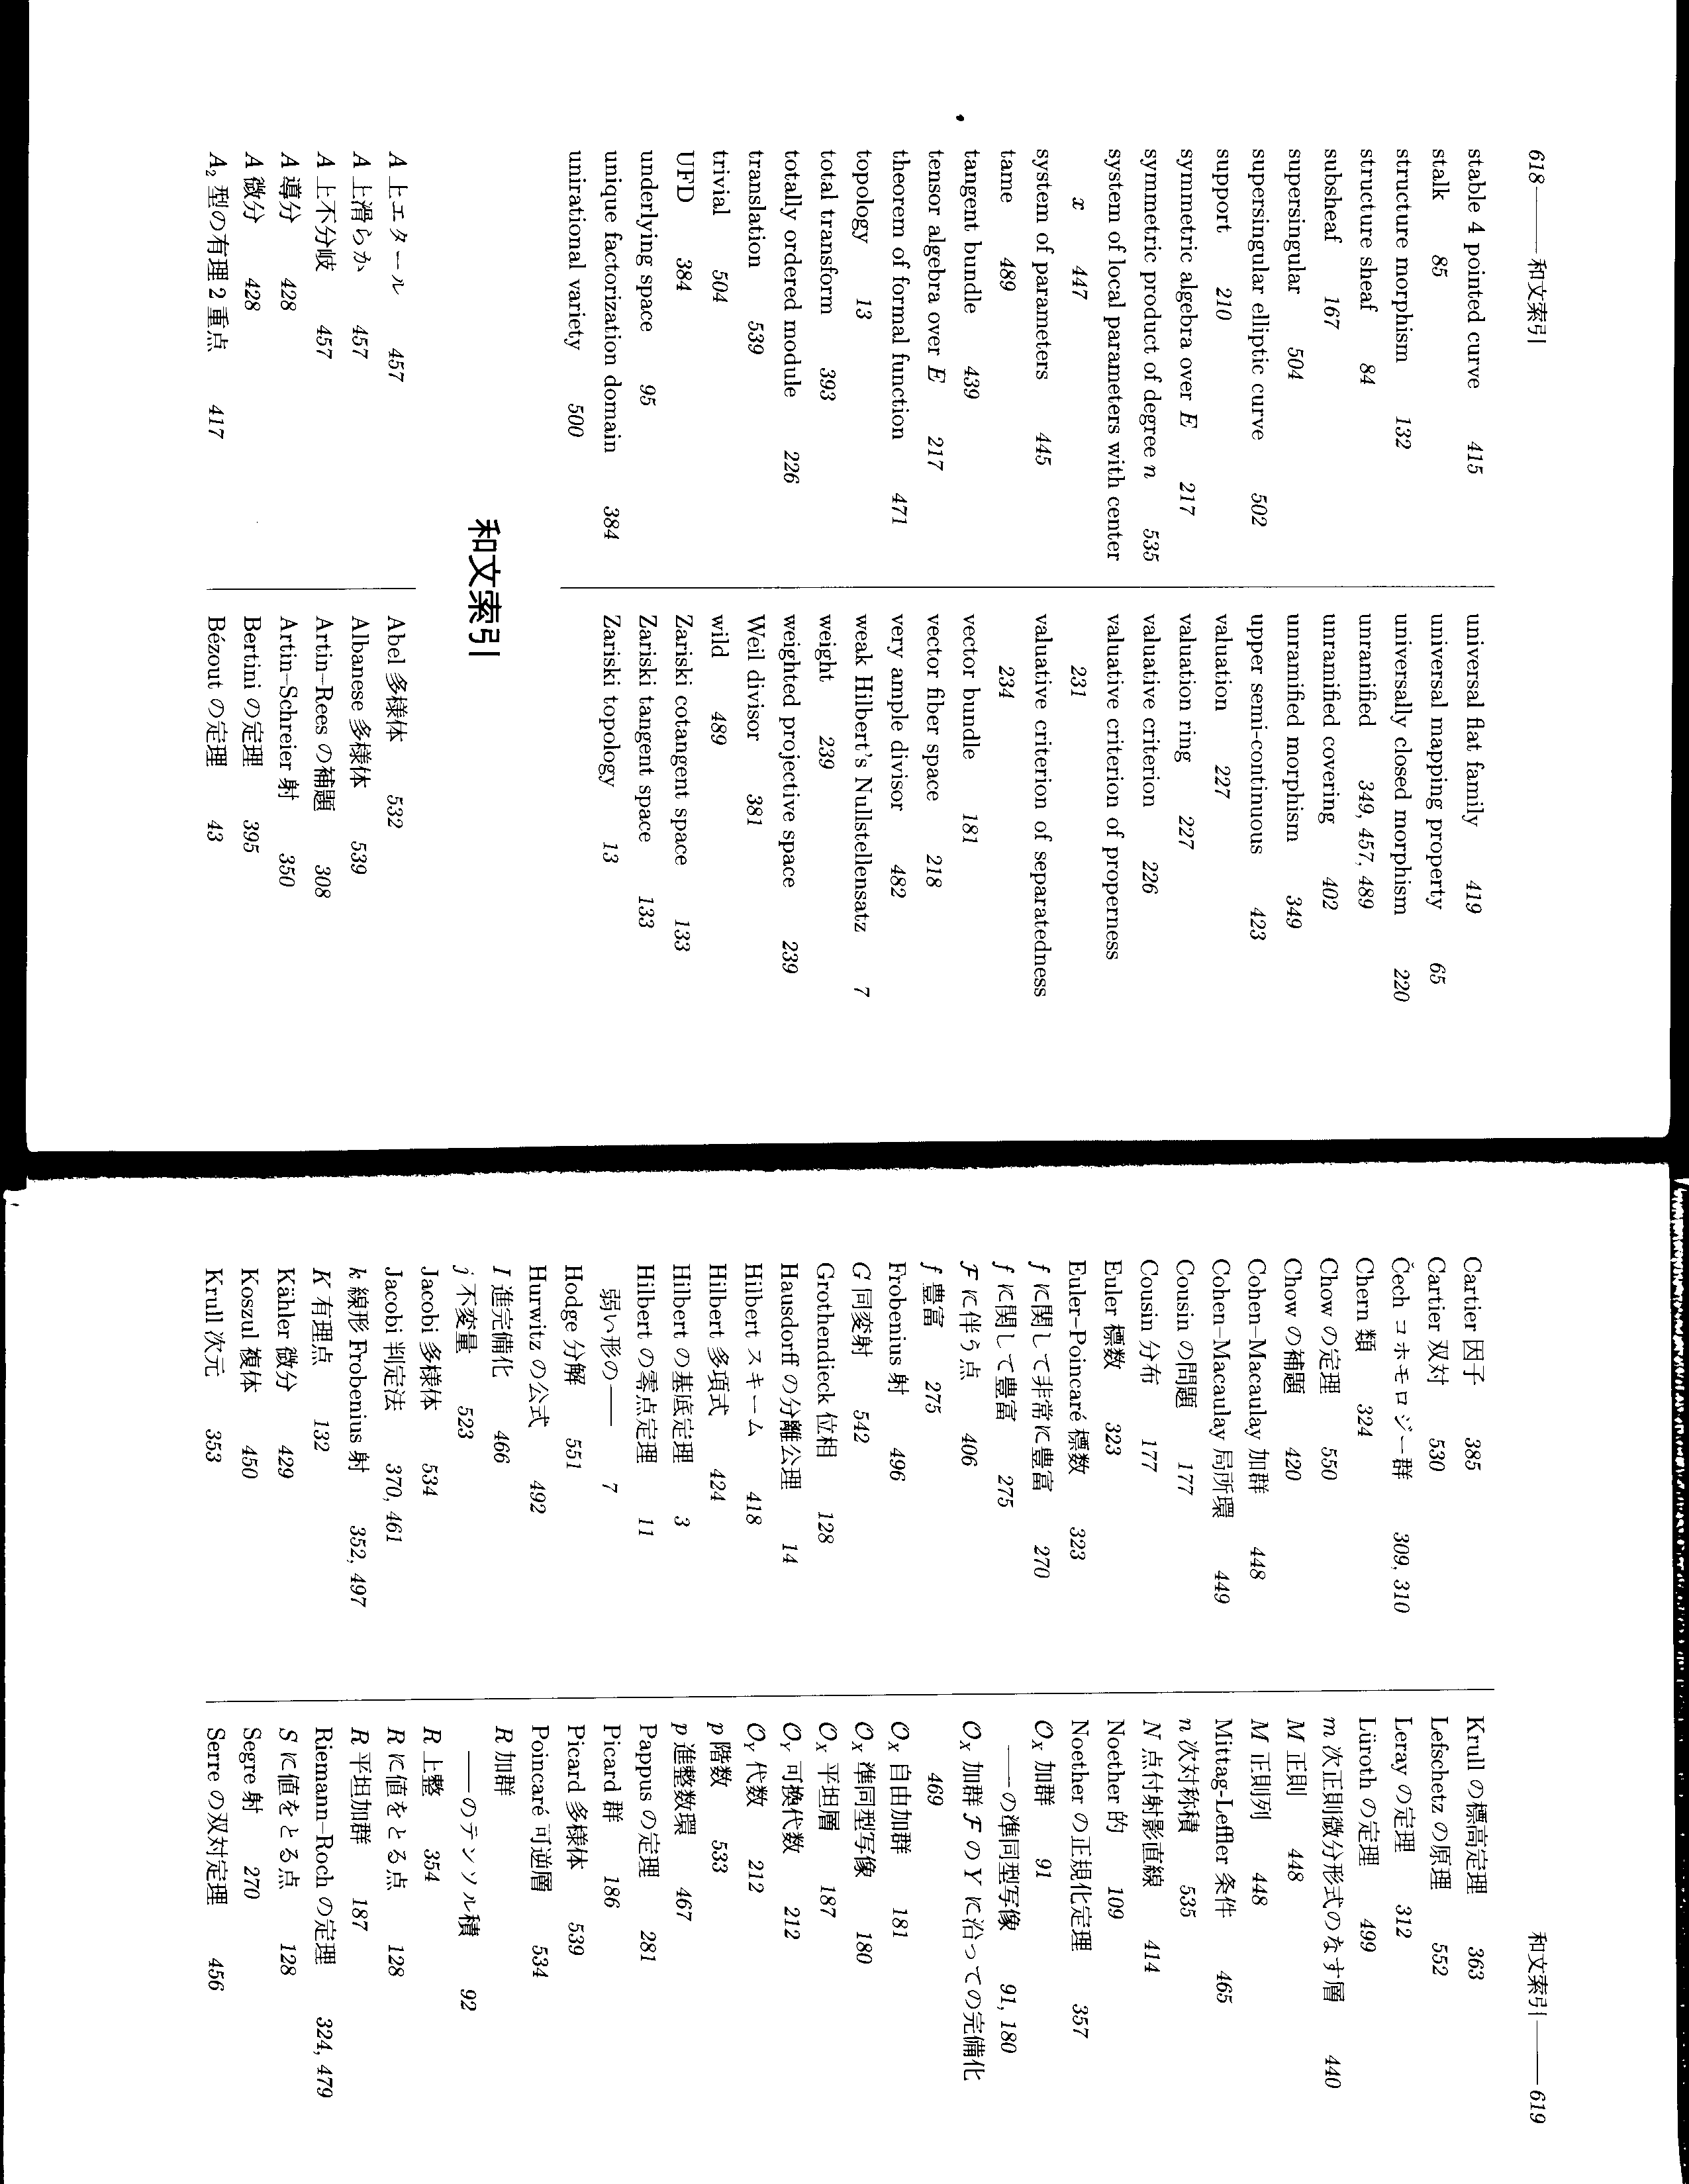 618——和文索引
stable 4 pointed curve 415
stalk 85
structure morphism 132
structure sheaf 84
subsheaf 167
supersingular 504
supersingular elliptic curve 502
support 210
symmetric algebra over E 217
symmetric product of degree n 535
system of local parameters with center
x 447
system of parameters 445
tame 489
tangent bundle 439
tensor algebra over E 217
theorem of formal function 471
topology 13
total transform 393
totally ordered module 226
translation 539
trivial 504
UFD 384
underlying space 95
unique factorization domain 384
unirational variety 500
universal flat family 419
universal mapping property 65
universally closed morphism 220
unramified 349, 457, 489
unramified covering 402
unramified morphism 349
upper semi-continuous 423
valuation 227
valuation ring 227
valuative criterion 226
valuative criterion of properness
231
valuative criterion of separatedness
234
vector bundle 181
vector fiber space 218
very ample divisor 482
weak Hilbert's Nullstellensatz 7
weight 239
weighted projective space 239
Weil divisor 381
wild 489
Zariski cotangent space 133
Zariski tangent space 133
Zariski topology 13
和文索引
A 上エタール 457
A 上滑らか 457
A 上不分岐 457
A 導分 428
A 微分 428
A₂ 型の有理 2 重点 417
Abel 多様体 532
Albanese 多様体 539
Artin–Rees の補題 308
Artin–Schreier 射 350
Bertini の定理 395
Bézout の定理 43
和文索引——619
Cartier 因子 385
Cartier 双対 530
Čech コホモロジー群 309, 310
Chern 類 324
Chow の定理 550
Chow の補題 420
Cohen–Macaulay 加群 448
Cohen–Macaulay 局所環 449
Cousin の問題 177
Cousin 分布 177
Euler 標数 323
Euler–Poincaré 標数 323
f に関して非常に豊富 270
f に関して豊富 275
F に伴う点 406
f 豊富 275
Frobenius 射 496
G 同変射 542
Grothendieck 位相 128
Hausdorff の分離公理 14
Hilbert スキーム 418
Hilbert 多項式 424
Hilbert の基底定理 3
Hilbert の零点定理 11
弱い形の—— 7
Hodge 分解 551
Hurwitz の公式 492
I 進完備化 466
j 不変量 523
Jacobi 多様体 534
Jacobi 判定法 370, 461
k 線形 Frobenius 射 352, 497
K 有理点 132
Kähler 微分 429
Koszul 複体 450
Krull 次元 353
Krull の標高定理 363
Lefschetz の原理 552
Leray の定理 312
Lüroth の定理 499
m 次正則微分形式のなす層 440
M 正則 448
M 正則列 448
Mittag-Leffler 条件 465
n 次対称積 535
N 点付射影直線 414
Noether 的 109
Noether の正規化定理 357
O_X 加群 91
——の準同型写像 91, 180
O_X 加群 F の Y に沿っての完備化
469
O_X 自由加群 181
O_X 準同型写像 180
O_X 平坦層 187
O_Y 可換代数 212
O_Y 代数 212
p 階数 533
p 進整数環 467
Pappus の定理 281
Picard 群 186
Picard 多様体 539
Poincaré 可逆層 534
R 加群
——のテンソル積 92
R 上整 354
R に値をとる点 128
R 平坦加群 187
Riemann–Roch の定理 324, 479
S に値をとる点 128
Segre 射 270
Serre の双対定理 456